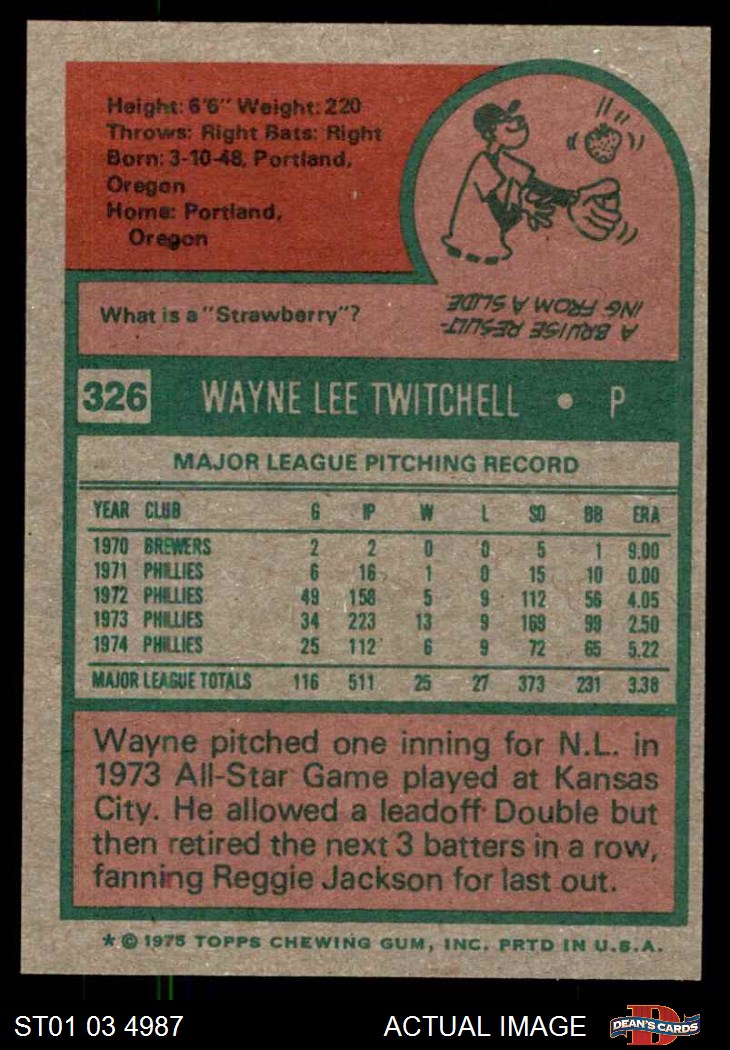 Height: 6'6" Weight: 220
Throws: Right Bats: Right
Born: 3-10-48, Portland,
Oregon
Home: Portland,
Oregon
What is a "Strawberry"?
A BRUISE RESULT-
ING FROM A SLIDE
326 WAYNE LEE TWITCHELL • P
MAJOR LEAGUE PITCHING RECORD
YEAR CLUB G IP W L SO BB ERA
1970 BREWERS 2 2 0 0 5 1 9.00
1971 PHILLIES 6 16 1 0 15 10 0.00
1972 PHILLIES 49 158 5 9 112 56 4.05
1973 PHILLIES 34 223 13 9 169 99 2.50
1974 PHILLIES 25 112 6 9 72 65 5.22
MAJOR LEAGUE TOTALS 116 511 25 27 373 231 3.38
Wayne pitched one inning for N.L. in
1973 All-Star Game played at Kansas
City. He allowed a leadoff Double but
then retired the next 3 batters in a row,
fanning Reggie Jackson for last out.
* © 1975 TOPPS CHEWING GUM, INC. PRTD IN U.S.A.
ST01 03 4987 ACTUAL IMAGE D DEAN'S CARDS